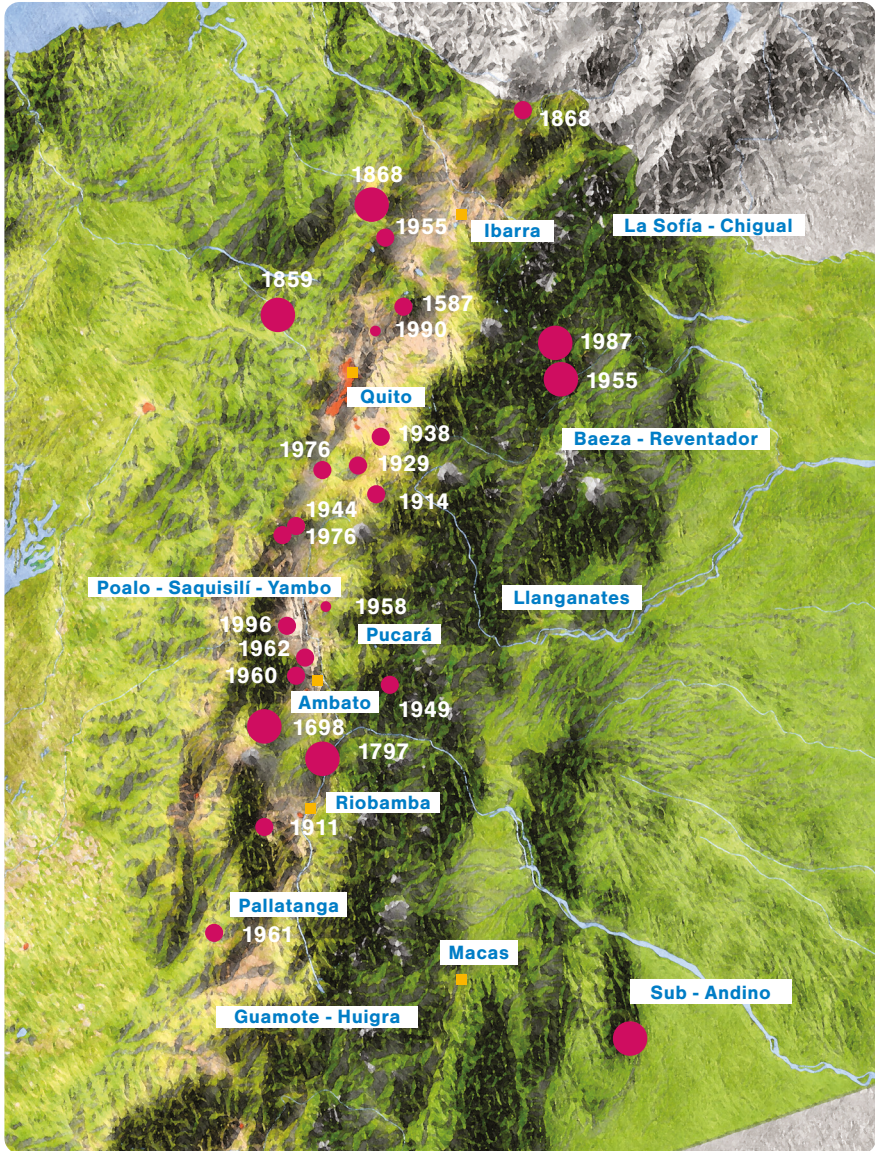 1868
1868
Ibarra
La Sofía - Chigual
1955
1859
1587
1990
1987
1955
Quito
1938
Baeza - Reventador
1976
1929
1914
1944
1976
Poalo - Saquisilí - Yambo
Llanganates
1958
1996
Pucará
1962
1960
Ambato
1949
1698
1797
Riobamba
1911
Pallatanga
1961
Macas
Sub - Andino
Guamote - Huigra